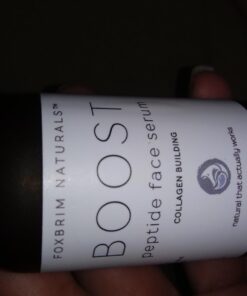 FOXBRIM NATURALS™
BOOST
peptide face serum
COLLAGEN BUILDING
natural that actually works